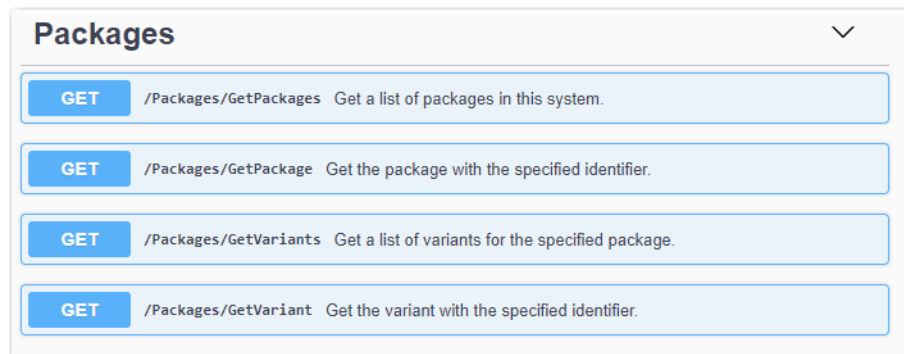 Packages
GET /Packages/GetPackages Get a list of packages in this system.
GET /Packages/GetPackage Get the package with the specified identifier.
GET /Packages/GetVariants Get a list of variants for the specified package.
GET /Packages/GetVariant Get the variant with the specified identifier.